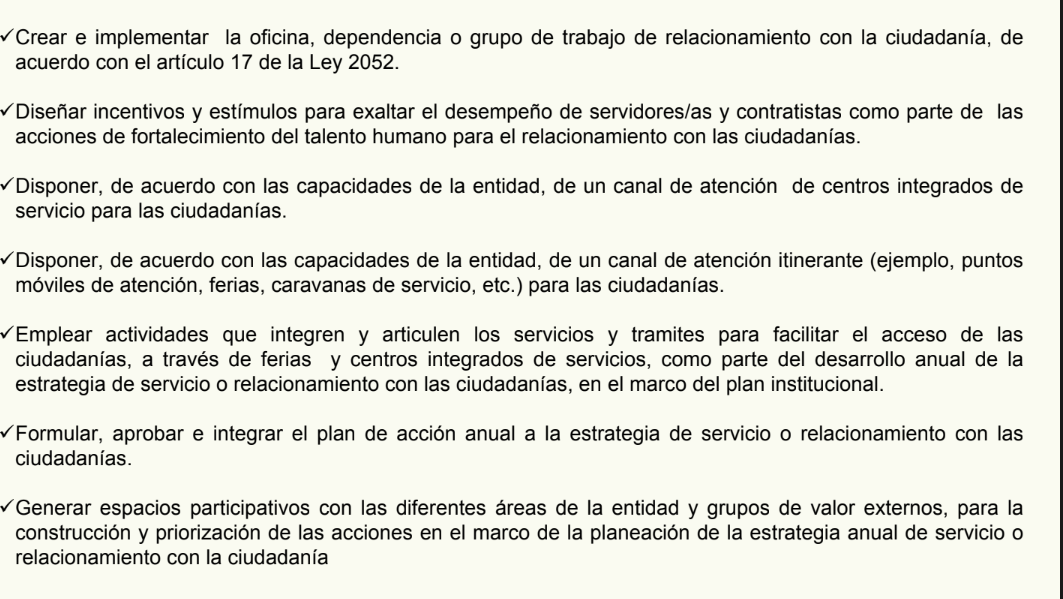 ✓Crear e implementar la oficina, dependencia o grupo de trabajo de relacionamiento con la ciudadanía, de
acuerdo con el artículo 17 de la Ley 2052.
✓Diseñar incentivos y estímulos para exaltar el desempeño de servidores/as y contratistas como parte de las
acciones de fortalecimiento del talento humano para el relacionamiento con las ciudadanías.
✓Disponer, de acuerdo con las capacidades de la entidad, de un canal de atención de centros integrados de
servicio para las ciudadanías.
✓Disponer, de acuerdo con las capacidades de la entidad, de un canal de atención itinerante (ejemplo, puntos
móviles de atención, ferias, caravanas de servicio, etc.) para las ciudadanías.
✓Emplear actividades que integren y articulen los servicios y tramites para facilitar el acceso de las
ciudadanías, a través de ferias y centros integrados de servicios, como parte del desarrollo anual de la
estrategia de servicio o relacionamiento con las ciudadanías, en el marco del plan institucional.
✓Formular, aprobar e integrar el plan de acción anual a la estrategia de servicio o relacionamiento con las
ciudadanías.
✓Generar espacios participativos con las diferentes áreas de la entidad y grupos de valor externos, para la
construcción y priorización de las acciones en el marco de la planeación de la estrategia anual de servicio o
relacionamiento con la ciudadanía